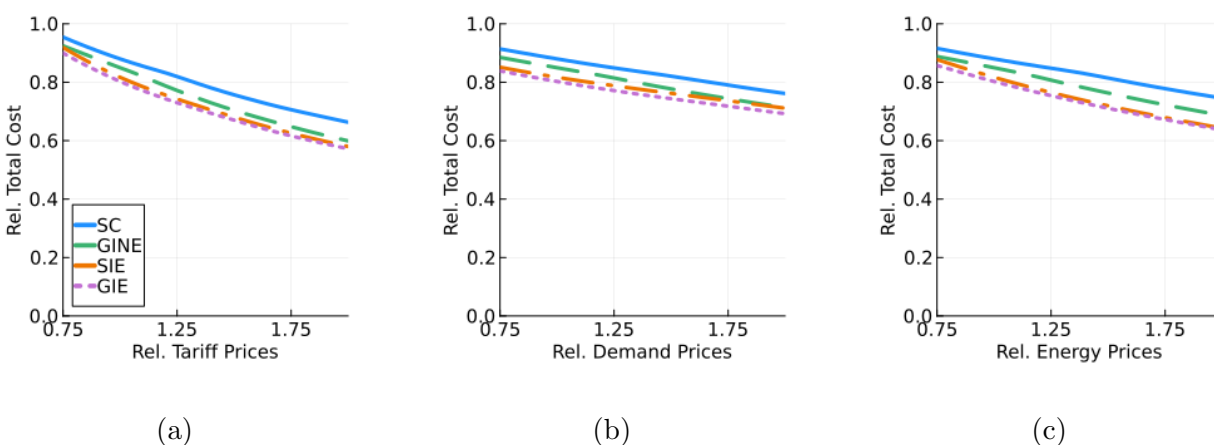 1.0
0.8
0.6
0.4
0.2
0.0
Rel. Total Cost
SC
GINE
SIE
GIE
0.75 1.25 1.75
Rel. Tariff Prices
(a)
1.0
0.8
0.6
0.4
0.2
0.0
Rel. Total Cost
0.75 1.25 1.75
Rel. Demand Prices
(b)
1.0
0.8
0.6
0.4
0.2
0.0
Rel. Total Cost
0.75 1.25 1.75
Rel. Energy Prices
(c)